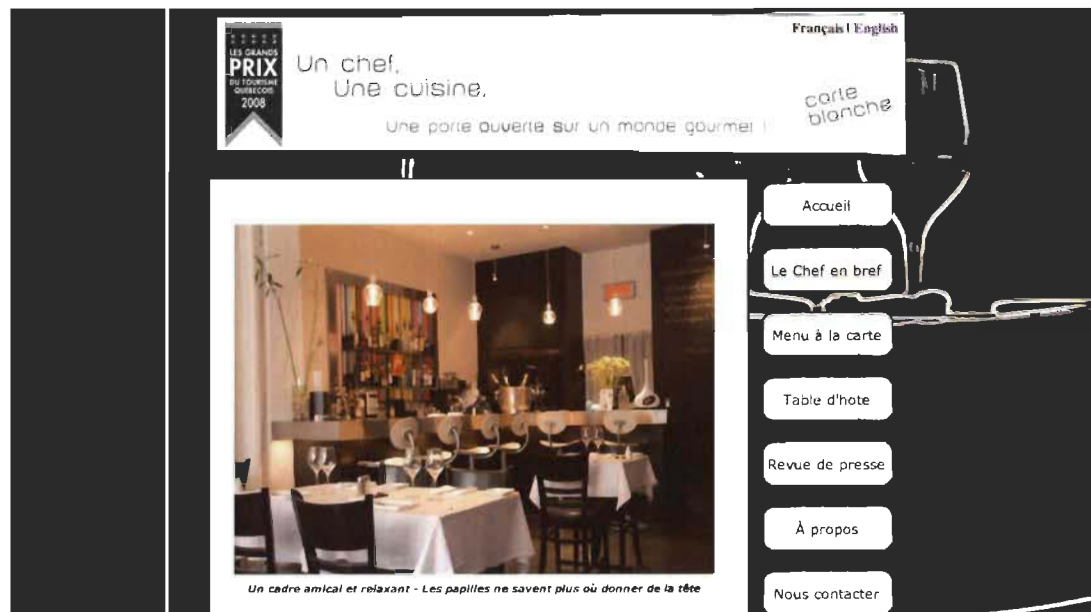 Français | English
LES GRANDS
PRIX
DU TOURISME
QUÉBÉCOIS
2008
Un chef.
Une cuisine.
Une porte ouverte sur un monde gourmet !
carte
blanche
Accueil
Le Chef en bref
Menu à la carte
Table d'hote
Revue de presse
À propos
Nous contacter
Un cadre amical et relaxant - Les papilles ne savent plus où donner de la tête